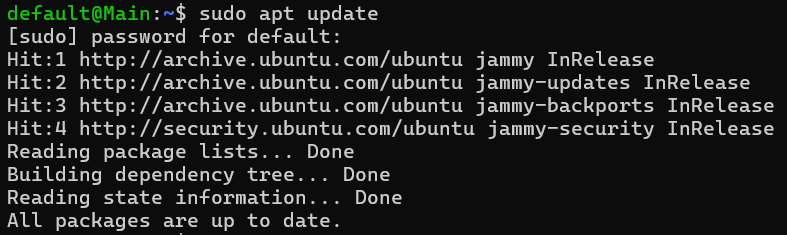 default@Main:~$ sudo apt update
[sudo] password for default:
Hit:1 http://archive.ubuntu.com/ubuntu jammy InRelease
Hit:2 http://archive.ubuntu.com/ubuntu jammy-updates InRelease
Hit:3 http://archive.ubuntu.com/ubuntu jammy-backports InRelease
Hit:4 http://security.ubuntu.com/ubuntu jammy-security InRelease
Reading package lists... Done
Building dependency tree... Done
Reading state information... Done
All packages are up to date.